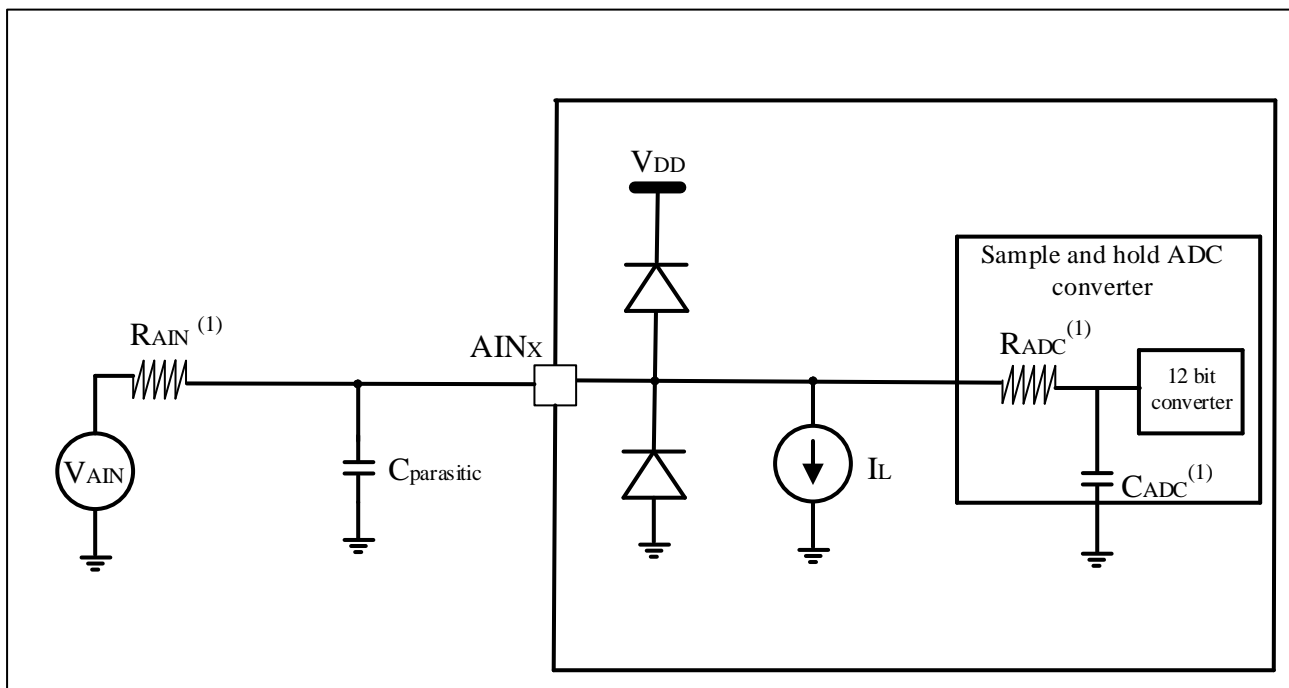 VDD
Sample and hold ADC
converter
RAIN (1)
AINX
RADC(1)
12 bit
converter
VAIN
Cparasitic
IL
CADC(1)